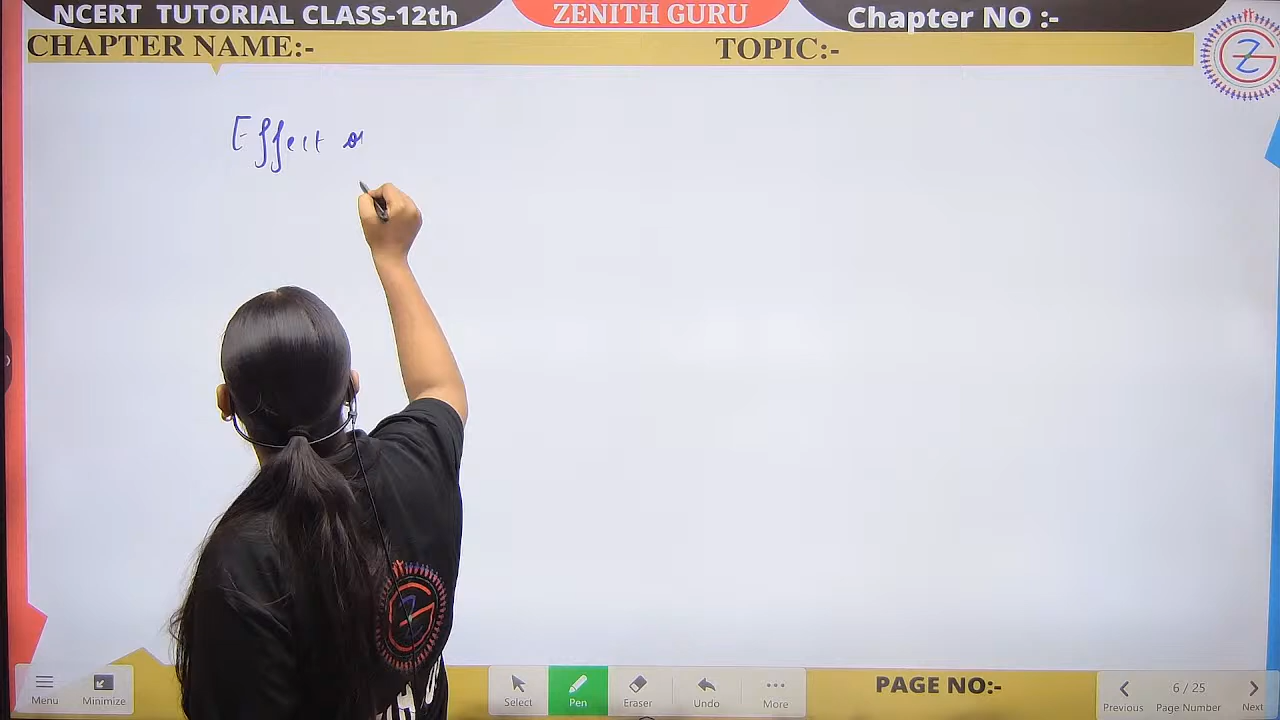 NCERT TUTORIAL CLASS-12th
ZENITH GURU
Chapter NO :-
CHAPTER NAME:-
TOPIC:-
Effect
Menu
Minimize
Select
Pen
Eraser
Undo
More
PAGE NO:-
Previous
6 / 25
Page Number
Next